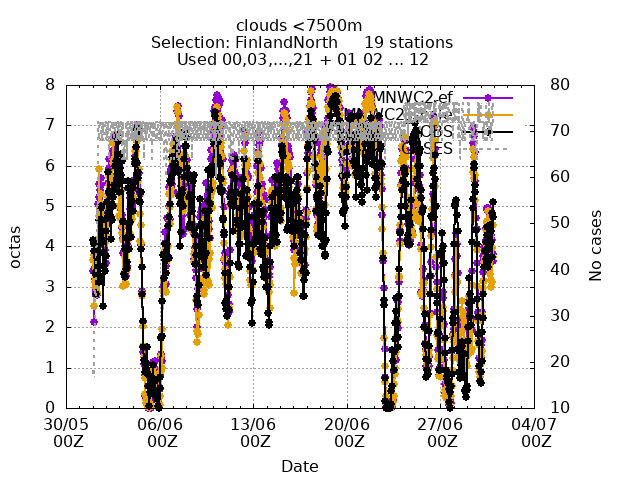 clouds <7500m
Selection: FinlandNorth 19 stations
Used 00,03,...,21 + 01 02 ... 12
8 80
MNWC2.ef
7 70
OBS
6 60
5 50
octas
No cases
4
3 40
2 30
1 20
0 10
30/05 06/06 13/06 20/06 27/06 04/07
00Z 00Z 00Z 00Z 00Z 00Z
Date